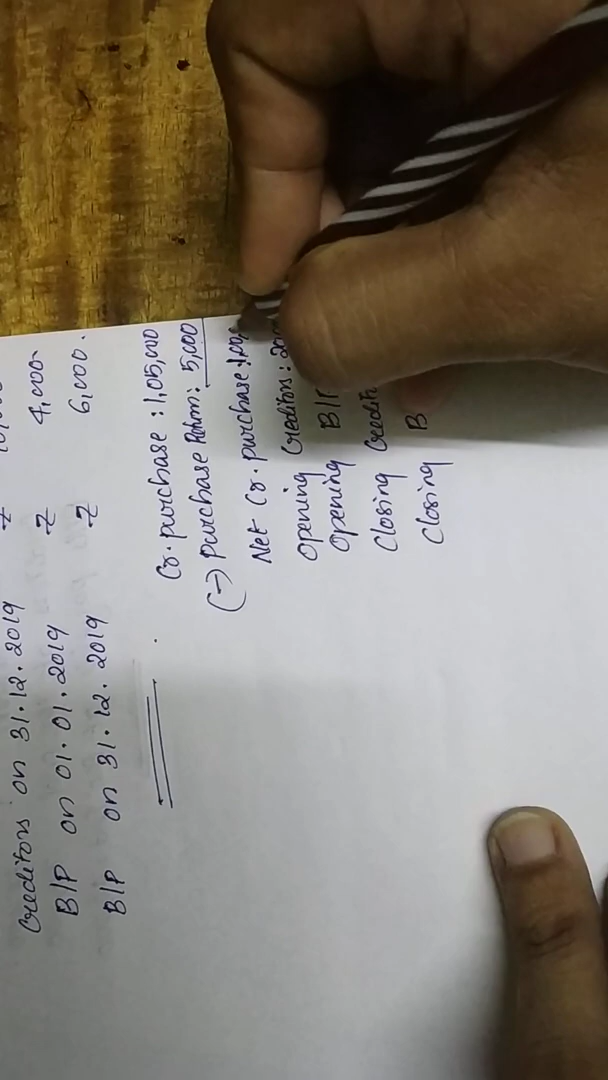 Creditors on 31.12.2019
B/P on 01.01.2019 4,000
B/P on 31.12.2019 6,000.
Cr. purchase : 1,05,000
(-) Purchase Return : 5,000
Net Cr. purchase :
Opening Creditors :
Opening B/P
Closing
Closing B